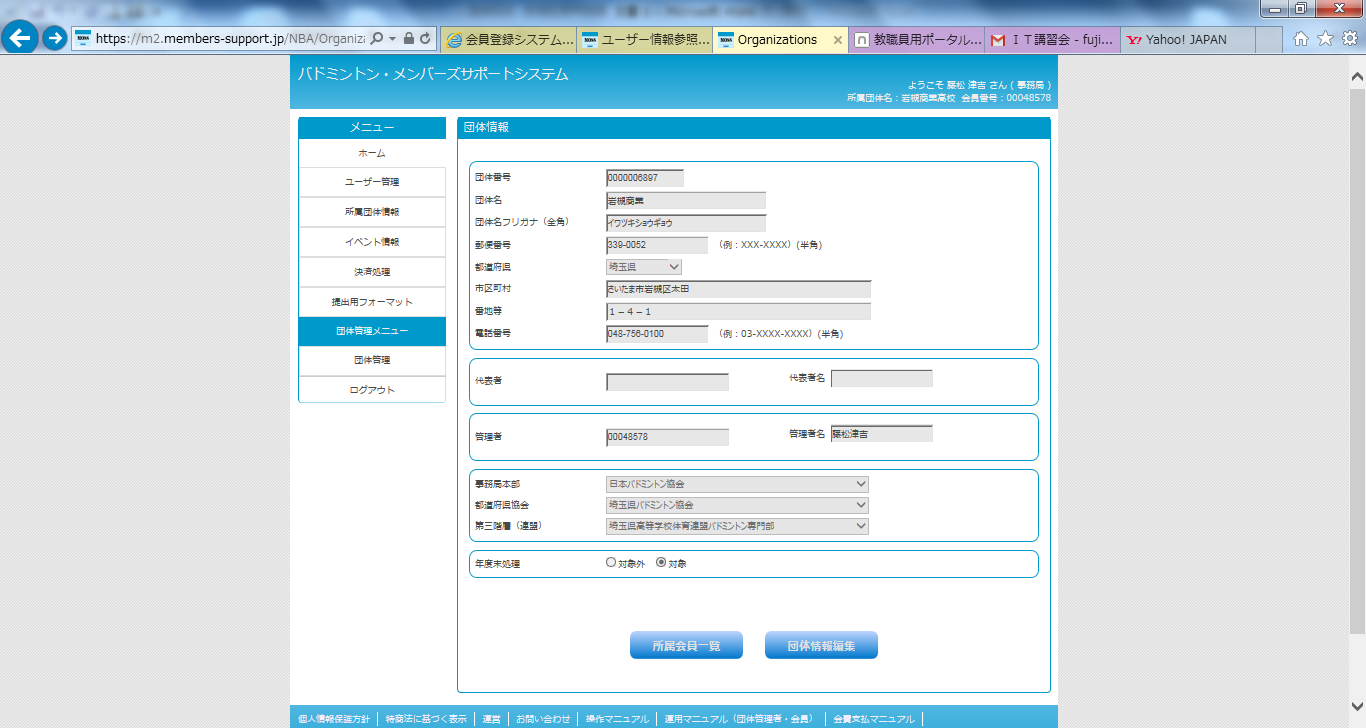 https://m2.members-support.jp/NBA/Organiz
会員登録システム...
ユーザー情報参照...
Organizations
教職員用ポータル...
ＩＴ講習会 - fuji...
Yahoo! JAPAN
バドミントン・メンバーズサポートシステム
ようこそ 藤松 津吉 さん ( 事務局 )
所属団体名：岩槻商業高校 会員番号：00048578
メニュー
ホーム
ユーザー管理
所属団体情報
イベント情報
決済処理
提出用フォーマット
団体管理メニュー
団体管理
ログアウト
団体情報
団体番号 0000006897
団体名 岩槻商業
団体名フリガナ（全角） イワツキショウギョウ
郵便番号 339-0052 （例：XXX-XXXX）(半角)
都道府県 埼玉県
市区町村 さいたま市岩槻区太田
番地等 １－４－１
電話番号 048-756-0100 （例：03-XXXX-XXXX）(半角)
代表者 代表者名
管理者 00048578 管理者名 藤松津吉
事務局本部 日本バドミントン協会
都道府県協会 埼玉県バドミントン協会
第三階層（連盟） 埼玉県高等学校体育連盟バドミントン専門部
年度末処理 対象外 対象
所属会員一覧 団体情報編集
個人情報保護方針 特商法に基づく表示 運営 お問い合わせ 操作マニュアル 運用マニュアル（団体管理者・会員） 会費支払マニュアル